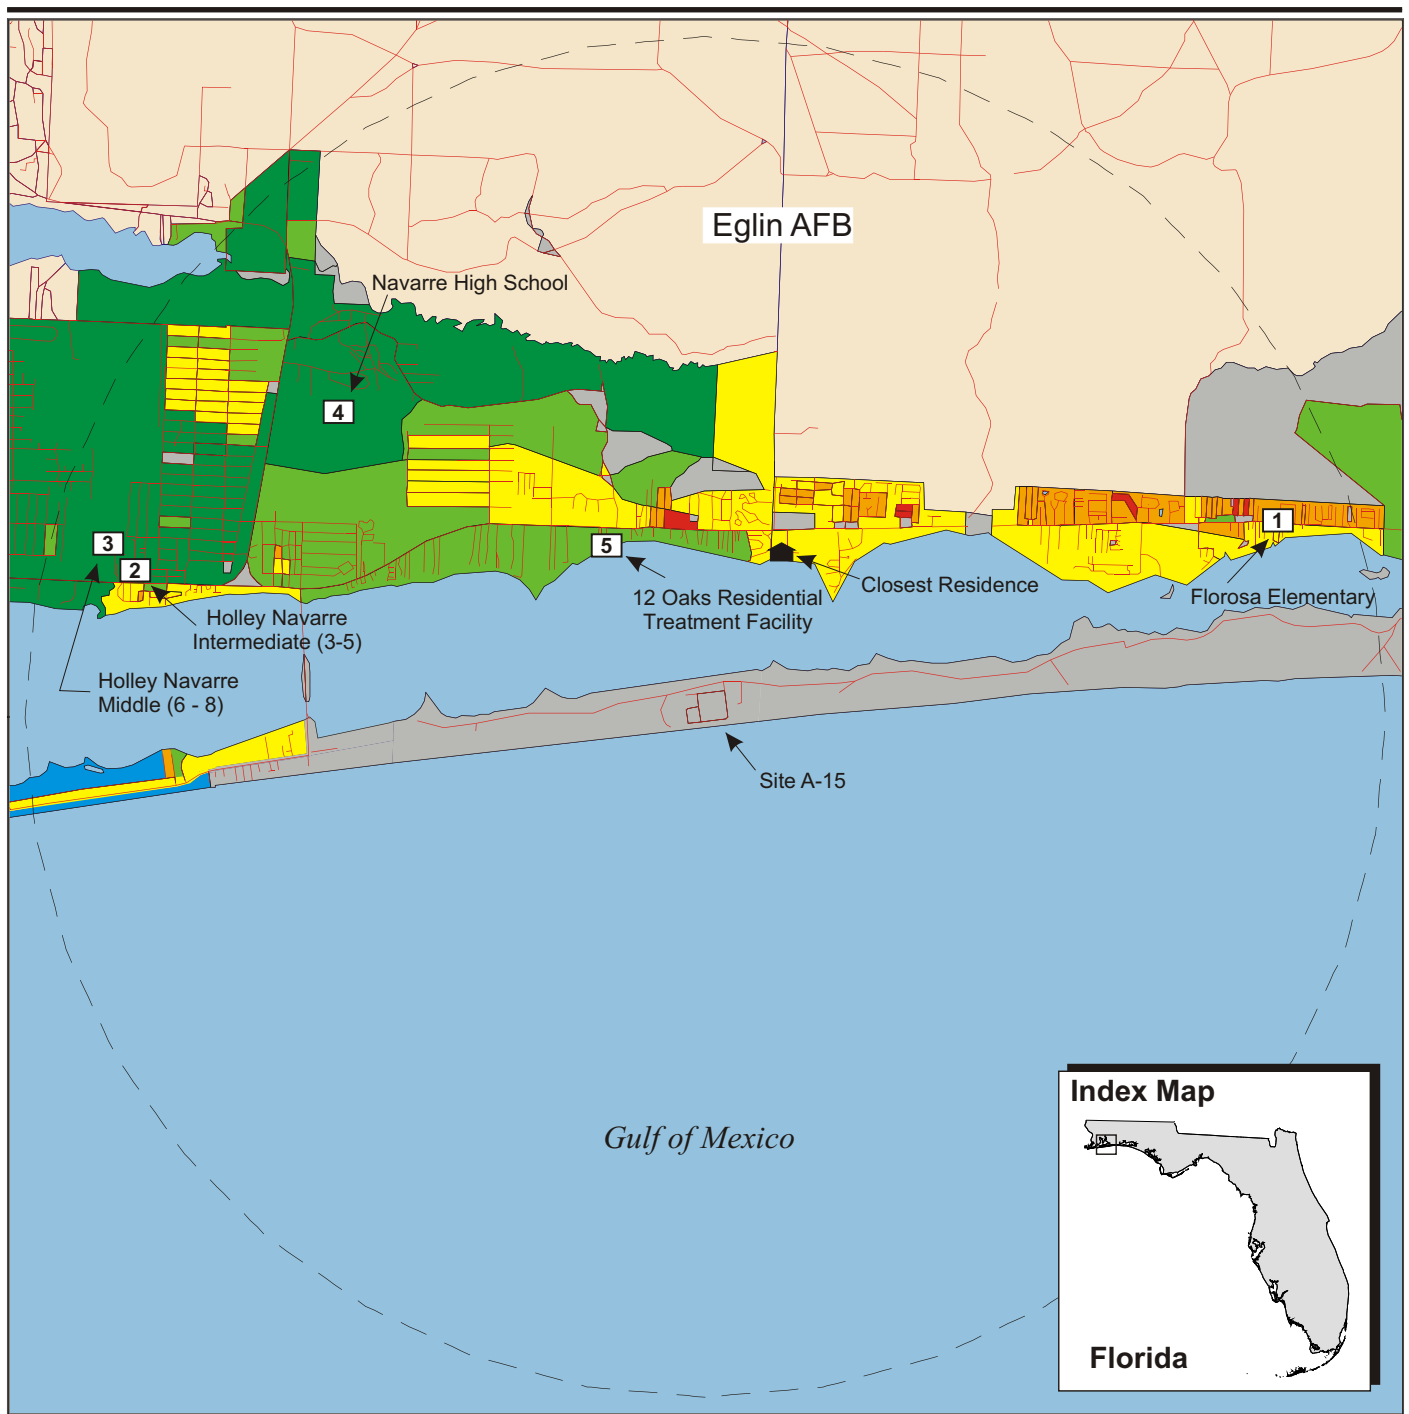 Eglin AFB
Navarre High School
4
1
3
5
2
Closest Residence
12 Oaks Residential
Treatment Facility
Florosa Elementary
Holley Navarre
Intermediate (3-5)
Holley Navarre
Middle (6 - 8)
Site A-15
Gulf of Mexico
Index Map
Florida